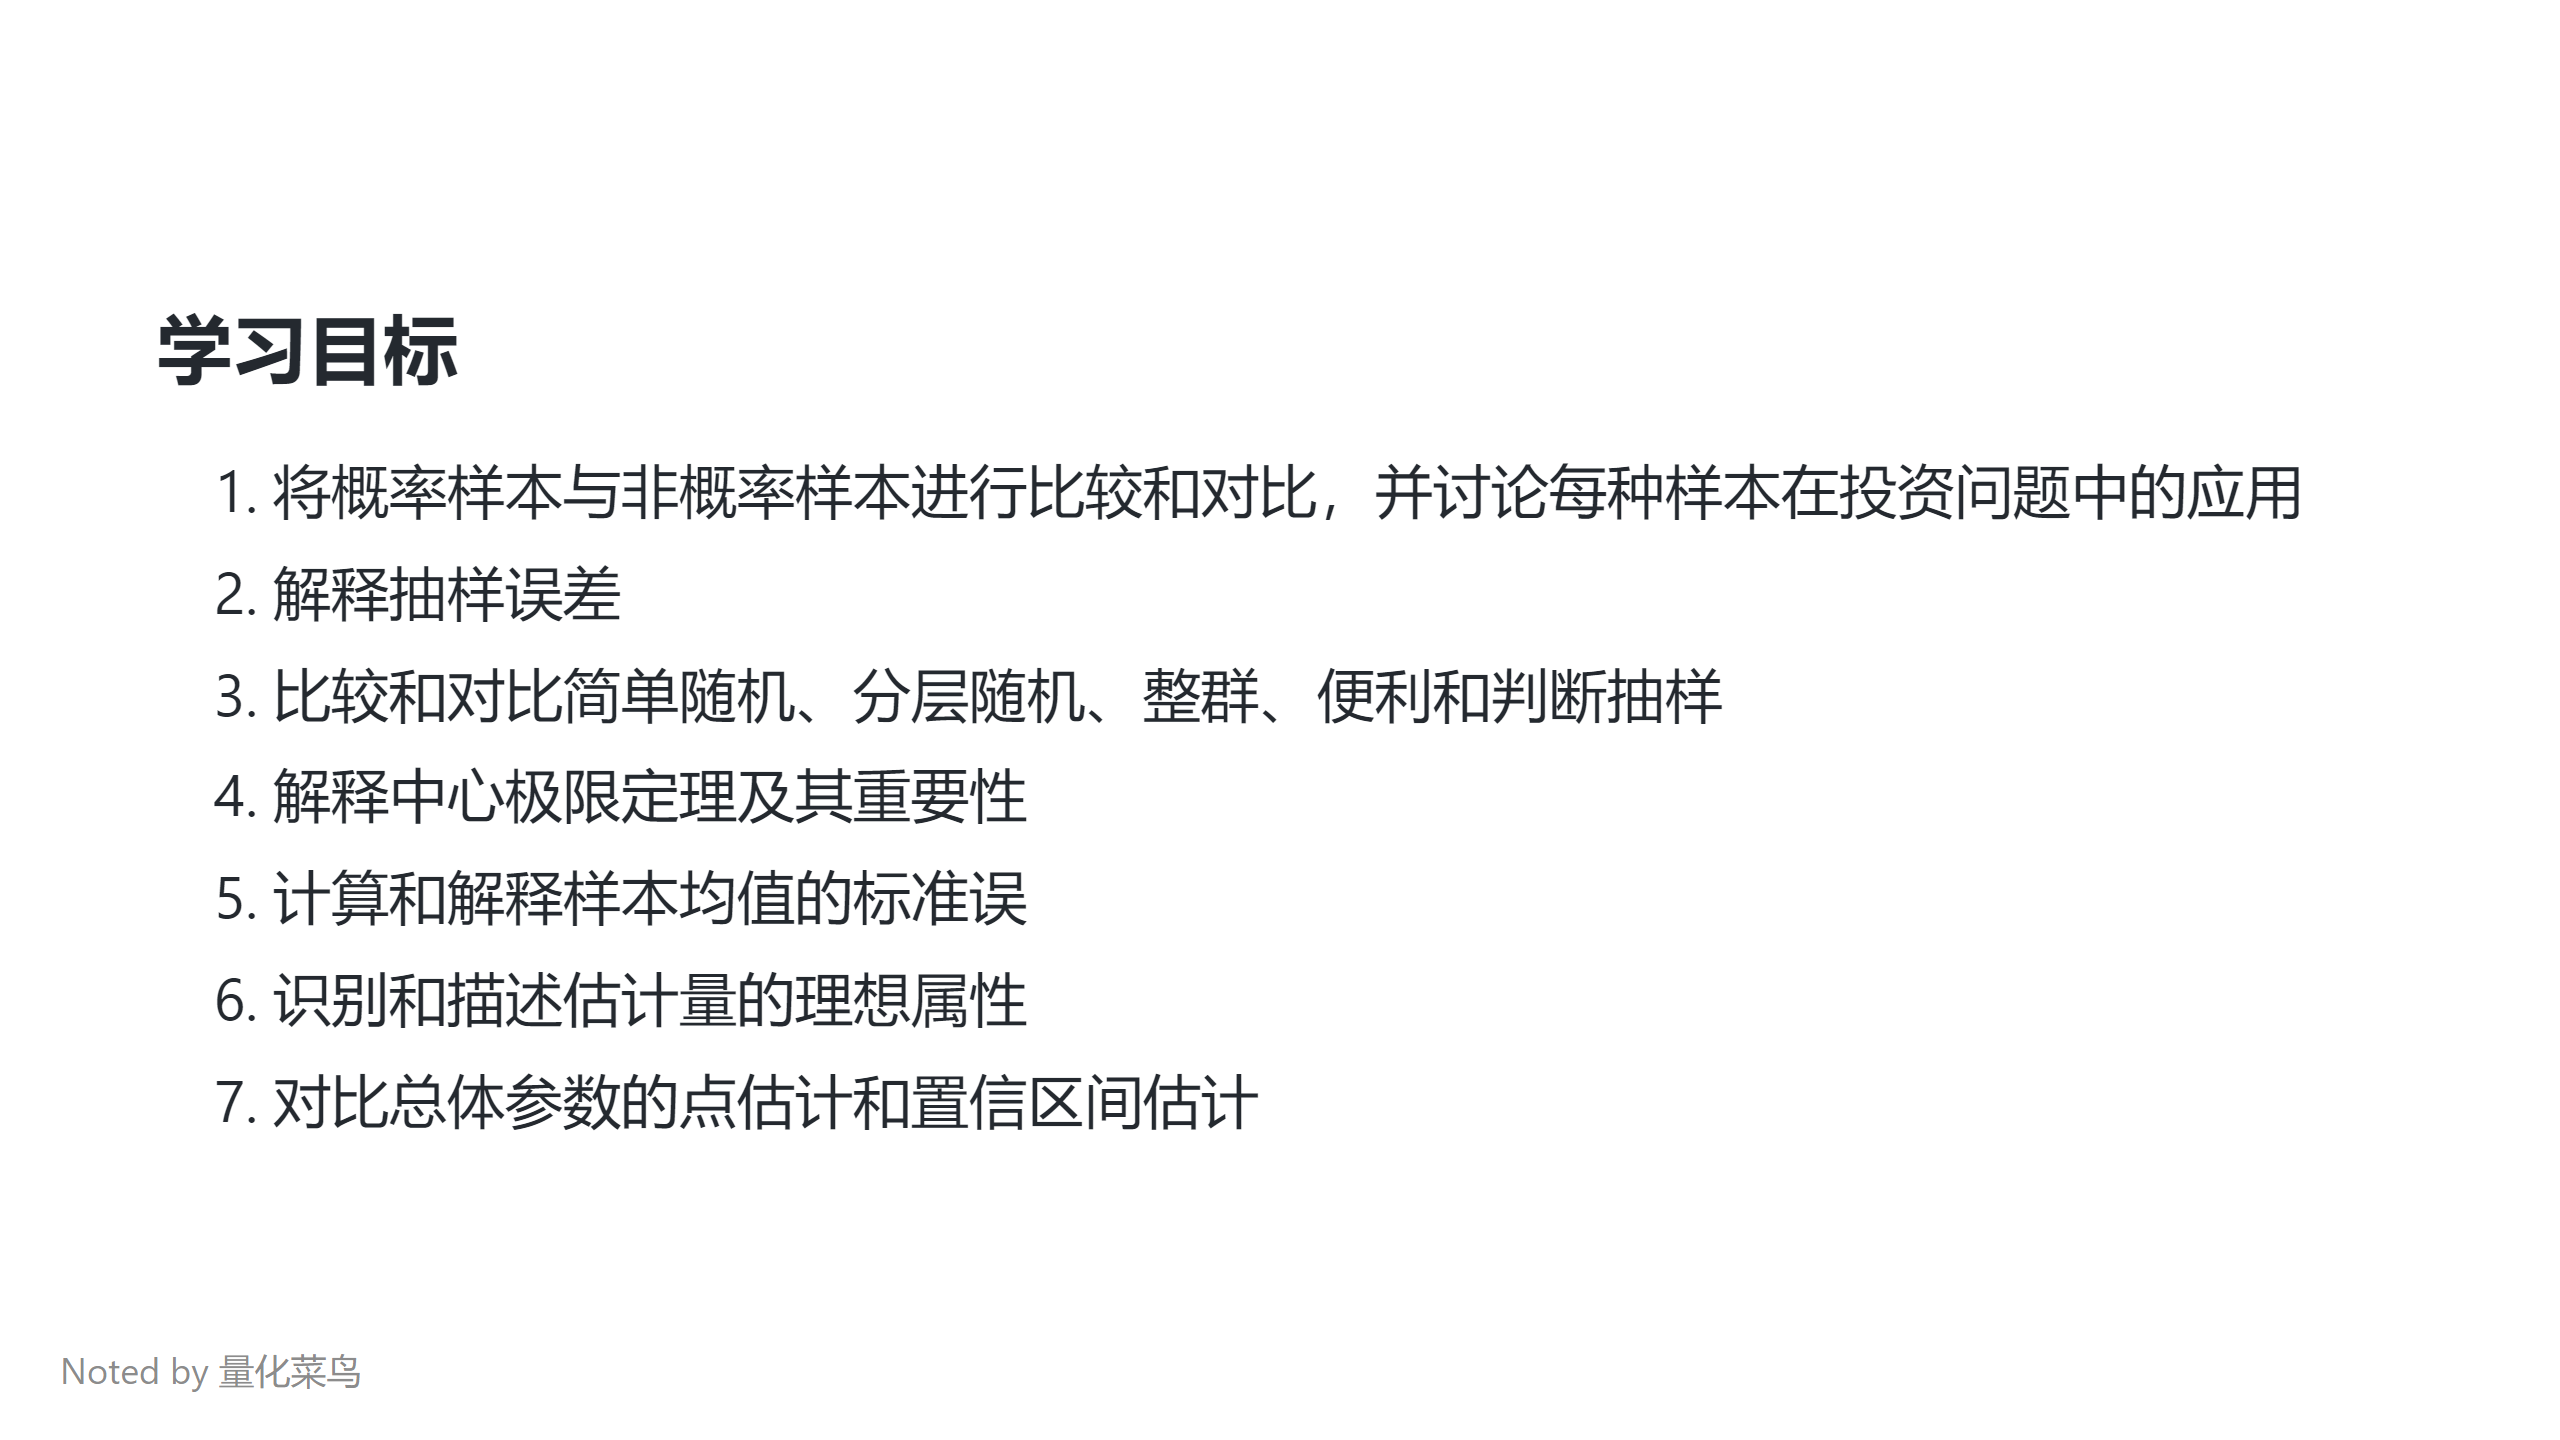 学习目标
1. 将概率样本与非概率样本进行比较和对比，并讨论每种样本在投资问题中的应用
2. 解释抽样误差
3. 比较和对比简单随机、分层随机、整群、便利和判断抽样
4. 解释中心极限定理及其重要性
5. 计算和解释样本均值的标准误
6. 识别和描述估计量的理想属性
7. 对比总体参数的点估计和置信区间估计
Noted by 量化菜鸟